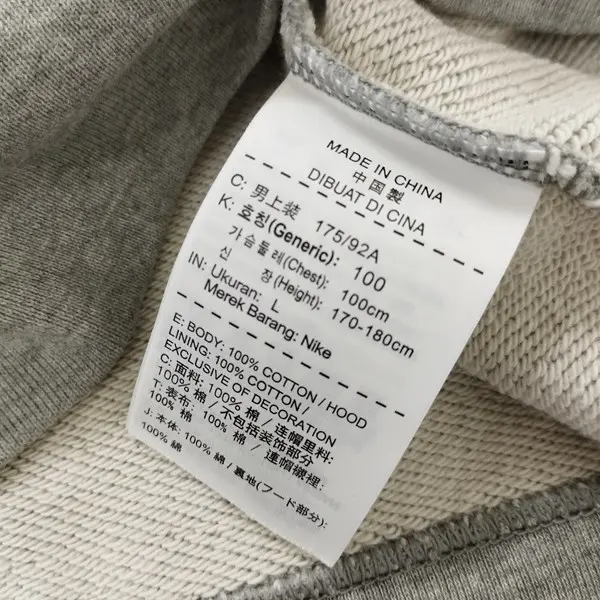 MADE IN CHINA
中国製
DIBUAT DI CINA
C: 男上装 175/92A
K: 호칭(Generic): 100
가슴둘레(Chest): 100cm
신 장(Height): 170-180cm
IN: Ukuran: L
Merek Barang: Nike
E: BODY: 100% COTTON / HOOD
LINING: 100% COTTON /
EXCLUSIVE OF DECORATION
C: 面料: 100% 棉 / 连帽里料:
100% 棉 / 不包括装饰部分
T: 表布: 100% 棉 / 連帽襯裡:
100% 棉
J: 本体: 100% 綿 / 裏地(フード部分):
100% 綿